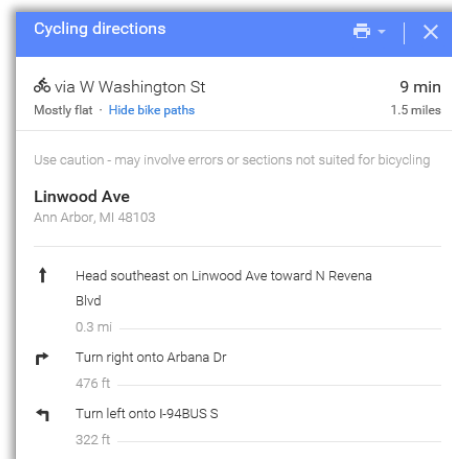 Cycling directions
via W Washington St 9 min
Mostly flat · Hide bike paths 1.5 miles
Use caution - may involve errors or sections not suited for bicycling
Linwood Ave
Ann Arbor, MI 48103
Head southeast on Linwood Ave toward N Revena
Blvd
0.3 mi
Turn right onto Arbana Dr
476 ft
Turn left onto I-94BUS S
322 ft